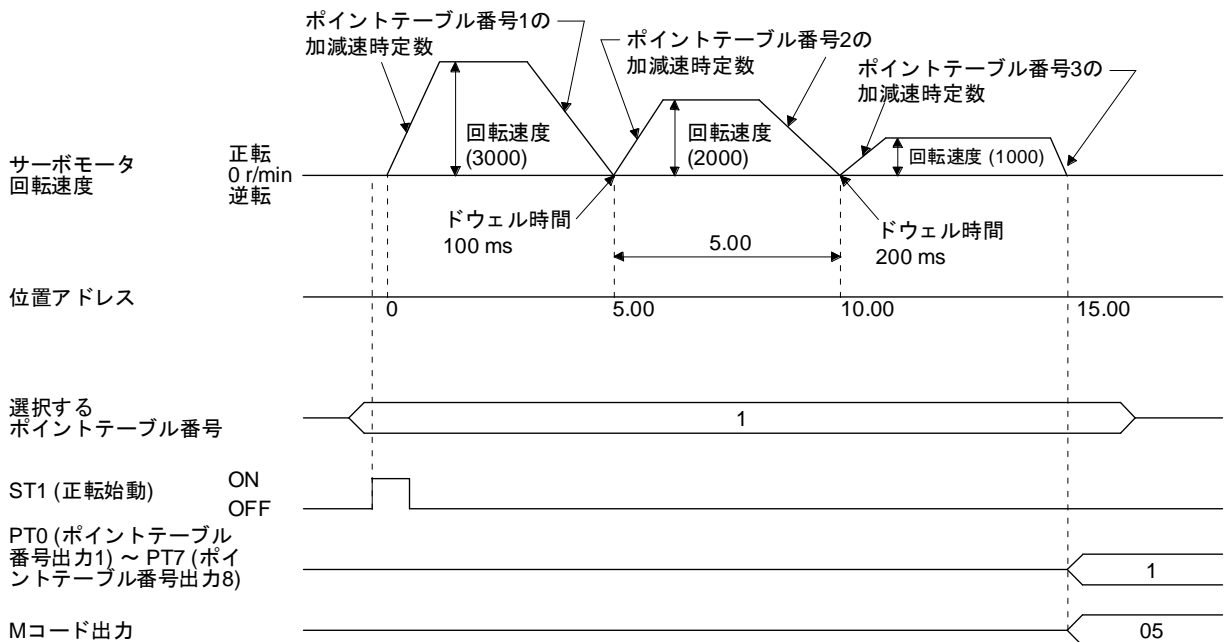 ポイントテーブル番号1の
加減速時定数
ポイントテーブル番号2の
加減速時定数
ポイントテーブル番号3の
加減速時定数
サーボモータ
回転速度
正転
0 r/min
逆転
回転速度
(3000)
回転速度
(2000)
回転速度 (1000)
ドウェル時間
100 ms
5.00
ドウェル時間
200 ms
位置アドレス
0
5.00
10.00
15.00
選択する
ポイントテーブル番号
1
ST1 (正転始動)
ON
OFF
PT0 (ポイントテーブル
番号出力1) ～ PT7 (ポイ
ントテーブル番号出力8)
1
Mコード出力
05